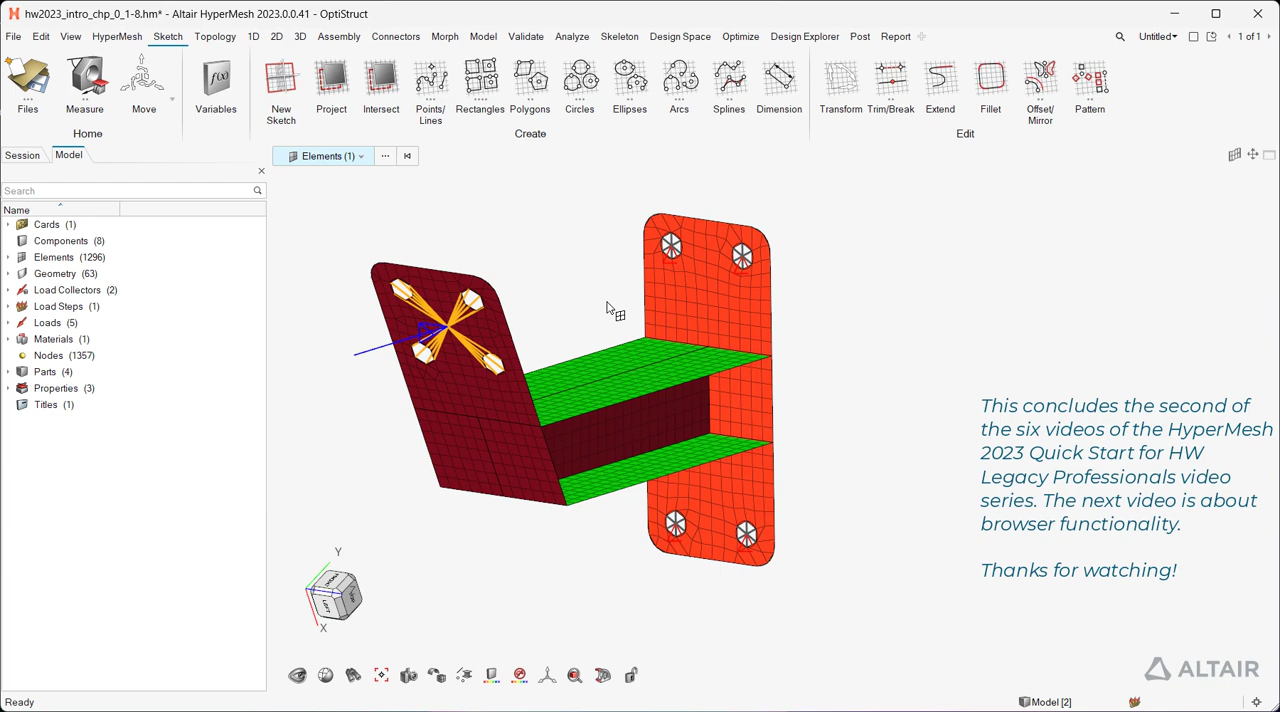 hw2023_intro_chp_0_1-8.hm* - Altair HyperMesh 2023.0.0.41 - OptiStruct
File Edit View HyperMesh Sketch Topology 1D 2D 3D Assembly Connectors Morph Model Validate Analyze Skeleton Design Space Optimize Design Explorer Post Report Untitled 1 of 1
Files Measure Move Variables New Sketch Project Intersect Points/Lines Rectangles Polygons Circles Ellipses Arcs Splines Dimension Transform Trim/Break Extend Fillet Offset/Mirror Pattern
Home Create Edit
Session Model Elements (1)
Search
Name
Cards (1)
Components (8)
Elements (1296)
Geometry (63)
Load Collectors (2)
Load Steps (1)
Loads (5)
Materials (1)
Nodes (1357)
Parts (4)
Properties (3)
Titles (1)
This concludes the second of
the six videos of the HyperMesh
2023 Quick Start for HW
Legacy Professionals video
series. The next video is about
browser functionality.
Thanks for watching!
Y
LEFT
X
ALTAIR
Ready Model [2]